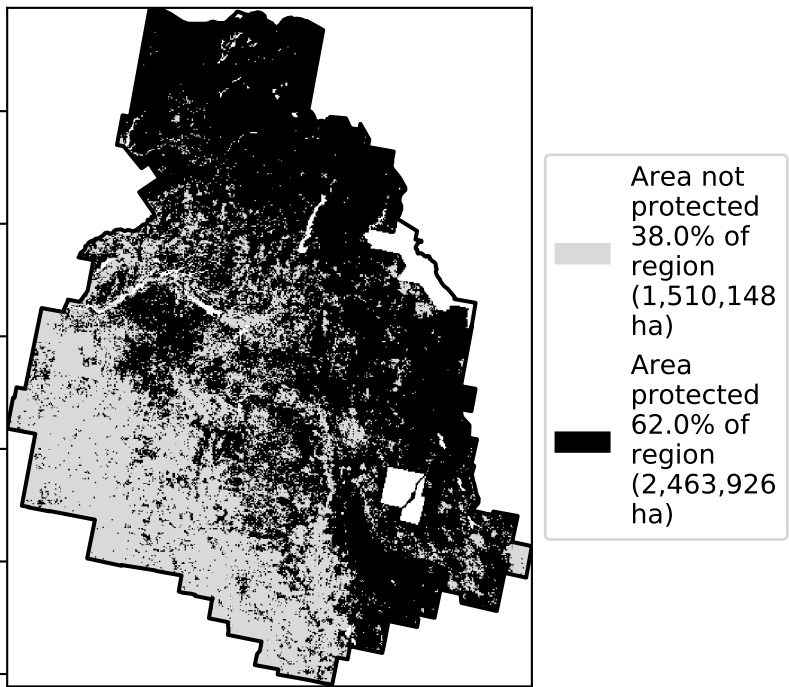 Area not
protected
38.0% of
region
(1,510,148
ha)
Area
protected
62.0% of
region
(2,463,926
ha)